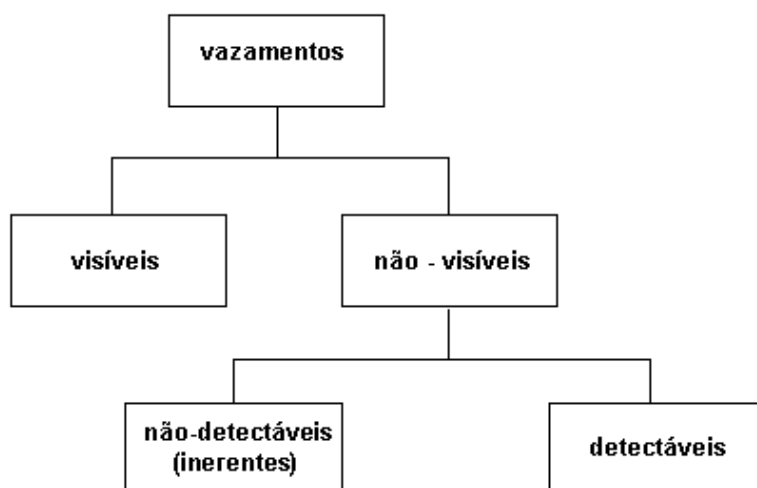 vazamentos
visíveis
não - visíveis
não-detectáveis
(inerentes)
detectáveis